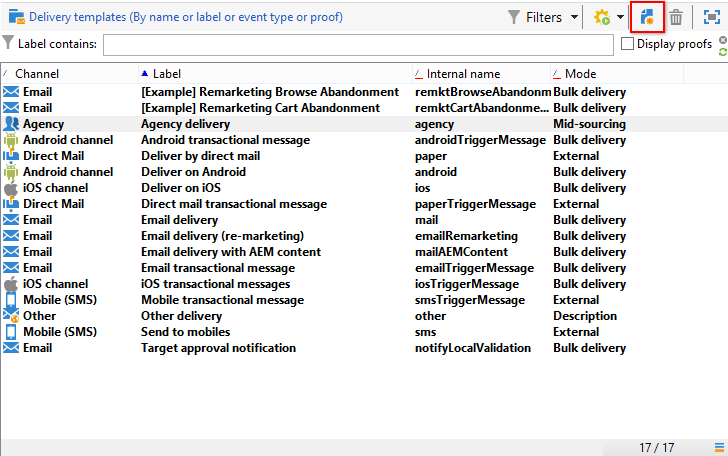 Delivery templates (By name or label or event type or proof) Filters
Label contains: Display proofs
Channel Label Internal name Mode
Email [Example] Remarketing Browse Abandonment remktBrowseAbandonm Bulk delivery
Email [Example] Remarketing Cart Abandonment remktCartAbandonme... Bulk delivery
Agency Agency delivery agency Mid-sourcing
Android channel Android transactional message androidTriggerMessage Bulk delivery
Direct Mail Deliver by direct mail paper External
Android channel Deliver on Android android Bulk delivery
iOS channel Deliver on iOS ios Bulk delivery
Direct Mail Direct mail transactional message paperTriggerMessage External
Email Email delivery mail Bulk delivery
Email Email delivery (re-marketing) emailRemarketing Bulk delivery
Email Email delivery with AEM content mailAEMContent Bulk delivery
Email Email transactional message emailTriggerMessage Bulk delivery
iOS channel iOS transactional messages iosTriggerMessage Bulk delivery
Mobile (SMS) Mobile transactional message smsTriggerMessage External
Other Other delivery other Description
Mobile (SMS) Send to mobiles sms External
Email Target approval notification notifyLocalValidation Bulk delivery
17 / 17